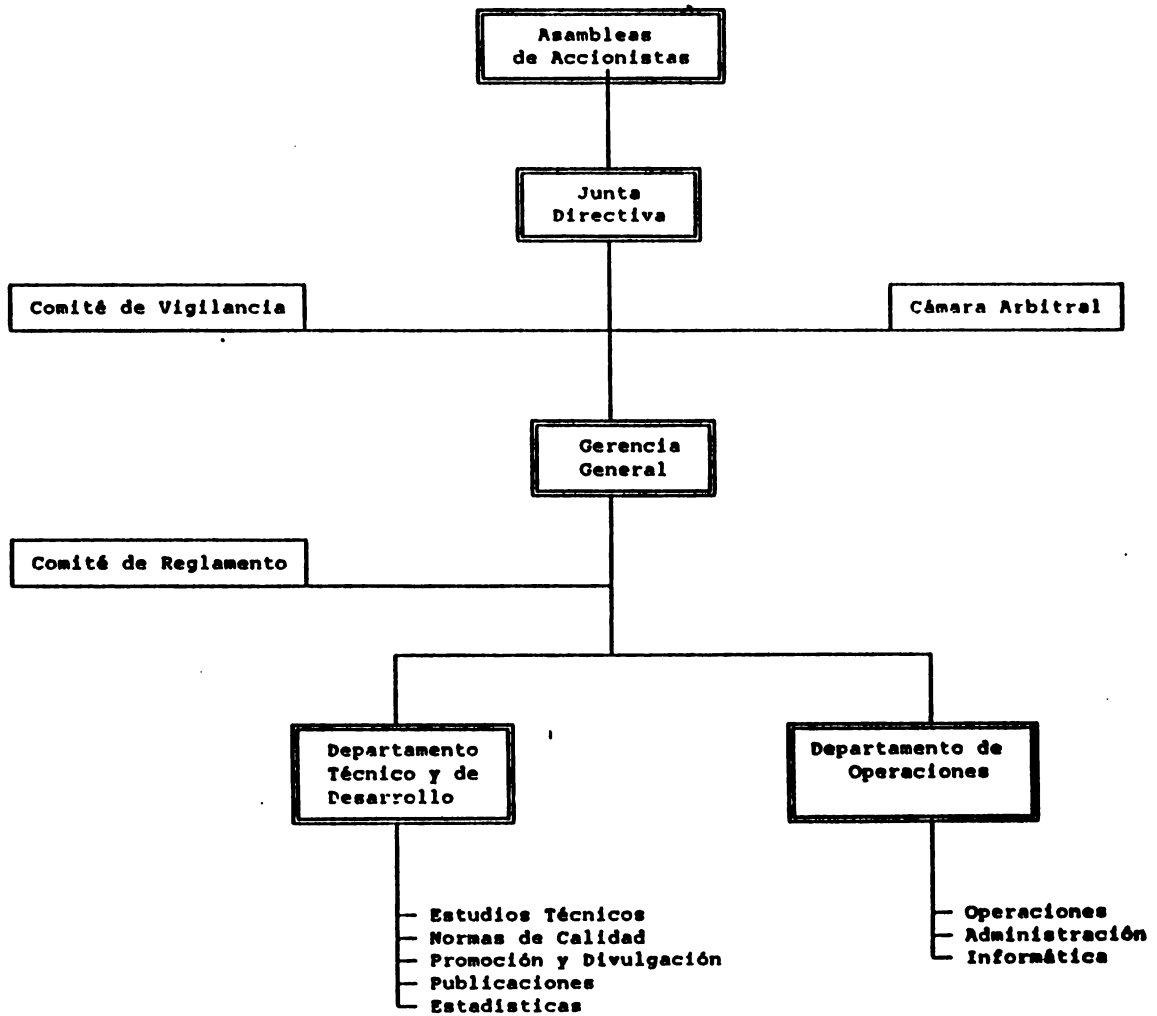 Asambleas
de Accionistas
Junta
Directiva
Comité de Vigilancia
Cámara Arbitral
Gerencia
General
Comité de Reglamento
Departamento
Técnico y de
Desarrollo
Departamento de
Operaciones
Estudios Técnicos
Normas de Calidad
Promoción y Divulgación
Publicaciones
Estadisticas
Operaciones
Administración
Informática